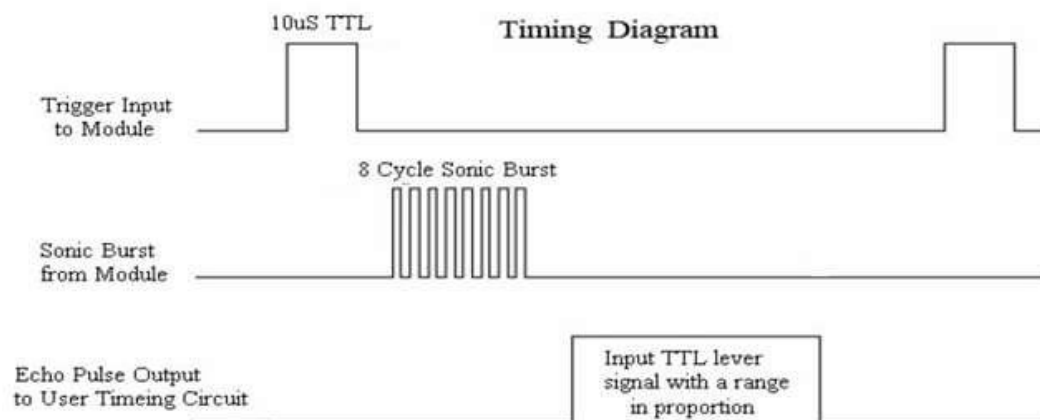 10uS TTL
Timing Diagram
Trigger Input
to Module
8 Cycle Sonic Burst
Sonic Burst
from Module
Echo Pulse Output
to User Timeing Circuit
Input TTL lever
signal with a range
in proportion